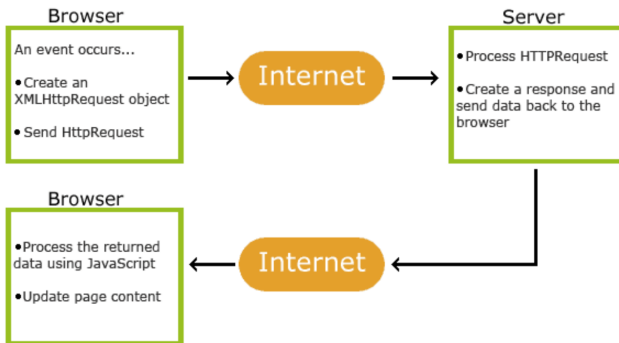 Browser
An event occurs...
•Create an
XMLHttpRequest object
•Send HttpRequest
Internet
Server
•Process HTTPRequest
•Create a response and
send data back to the
browser
Browser
•Process the returned
data using JavaScript
•Update page content
Internet